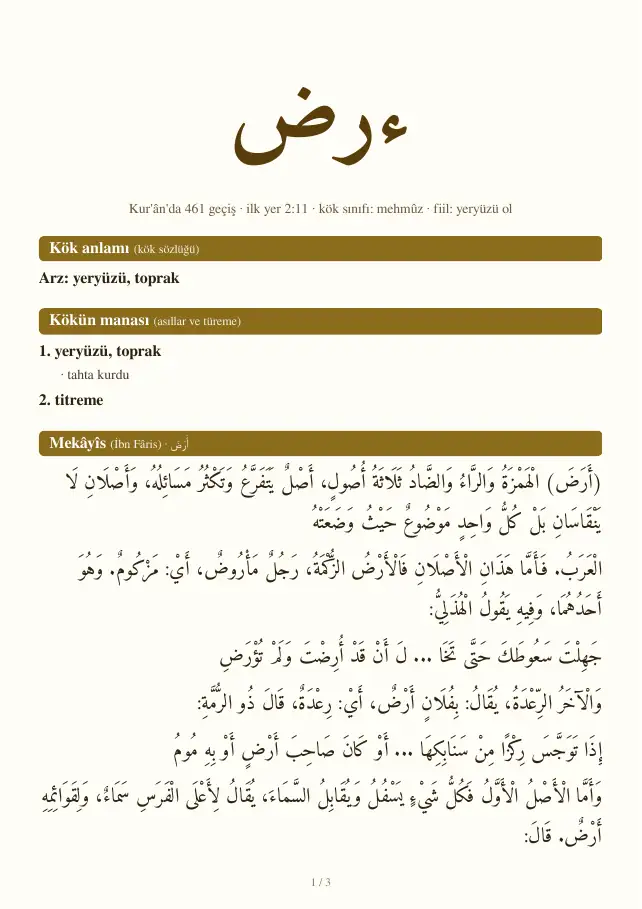 ءرض
Kur'ân'da 461 geçiş · ilk yer 2:11 · kök sınıfı: mehmûz · fiil: yeryüzü ol
Kök anlamı (kök sözlüğü)
Arz: yeryüzü, toprak
Kökün manası (asıllar ve türeme)
1. yeryüzü, toprak
· tahta kurdu
2. titreme
Mekâyîs (İbn Fâris) · أَرَضَ
(أَرَضَ) الْهَمْزَةُ وَالرَّاءُ وَالضَّادُ ثَلَاثَةُ أُصُولٍ، أَصْلٌ يَتَفَرَّعُ وَتَكْثُرُ مَسَائِلُهُ، وَأَصْلَانِ لَا
يَنْقَاسَانِ بَلْ كُلُّ وَاحِدٍ مَوْضُوعٌ حَيْثُ وَضَعَتْهُ
الْعَرَبُ. فَأَمَّا هَذَانِ الْأَصْلَانِ فَالْأَرْضُ الزُّكْمَةُ، رَجُلٌ مَأْرُوضٌ، أَيْ: مَزْكُومٌ. وَهُوَ
أَحَدُهُمَا، وَفِيهِ يَقُولُ الْهُذَلِيُّ:
جَهِلْتَ سَعُوطَكَ حَتَّى تَخَا ... لَ أَنْ قَدْ أُرِضْتَ وَلَمْ تُؤْرَضِ
وَالْآخَرُ الرِّعْدَةُ، يُقَالُ: بِفُلَانٍ أَرْضٌ، أَيْ: رِعْدَةٌ، قَالَ ذُو الرُّمَّةِ:
إِذَا تَوَجَّسَ رِكْزًا مِنْ سَنَابِكِهَا ... أَوْ كَانَ صَاحِبَ أَرْضٍ أَوْ بِهِ مُومُ
وَأَمَّا الْأَصْلُ الْأَوَّلُ فَكُلُّ شَيْءٍ يَسْفُلُ وَيُقَابِلُ السَّمَاءَ، يُقَالُ لِأَعْلَى الْفَرَسِ سَمَاءٌ، وَلِقَوَائِمِهِ
أَرْضٌ. قَالَ:
1 / 3